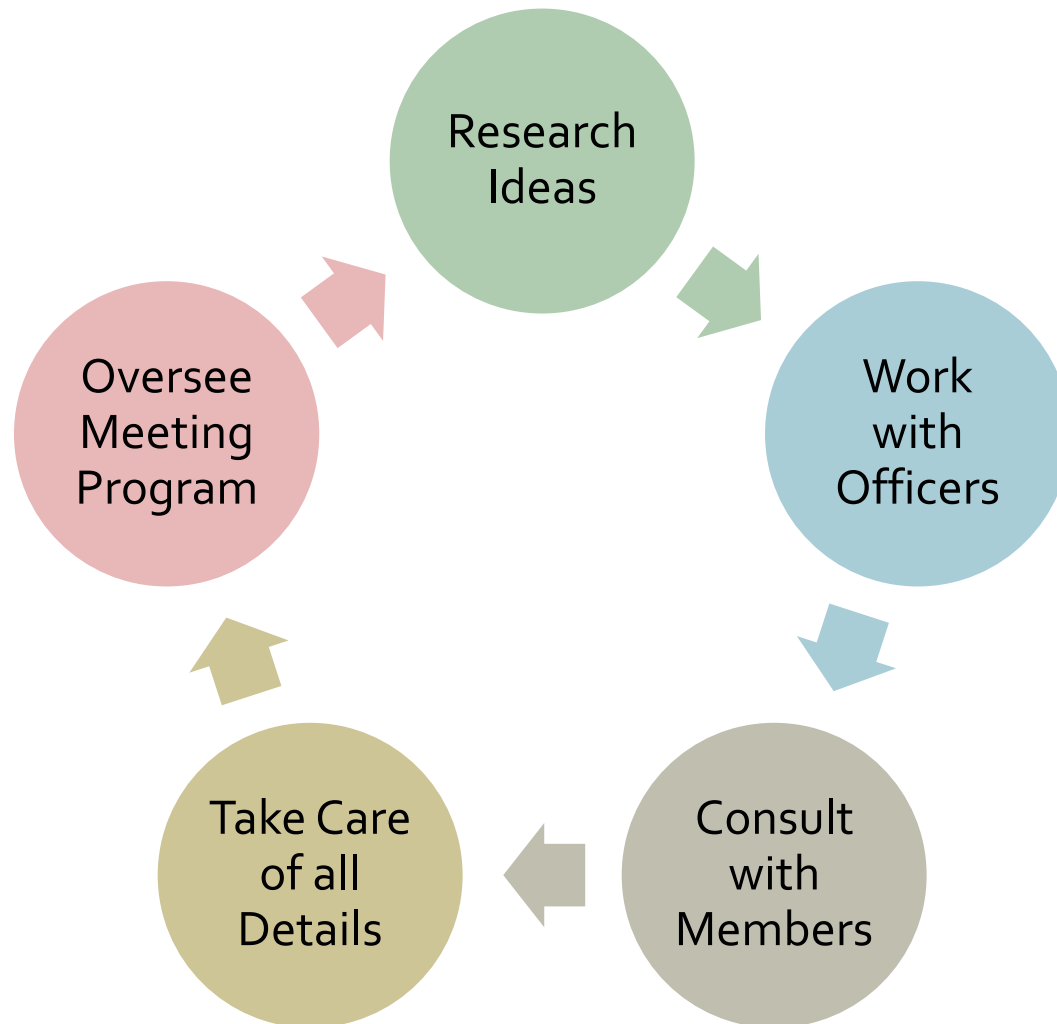 Research
Ideas
Work
with
Officers
Consult
with
Members
Take Care
of all
Details
Oversee
Meeting
Program